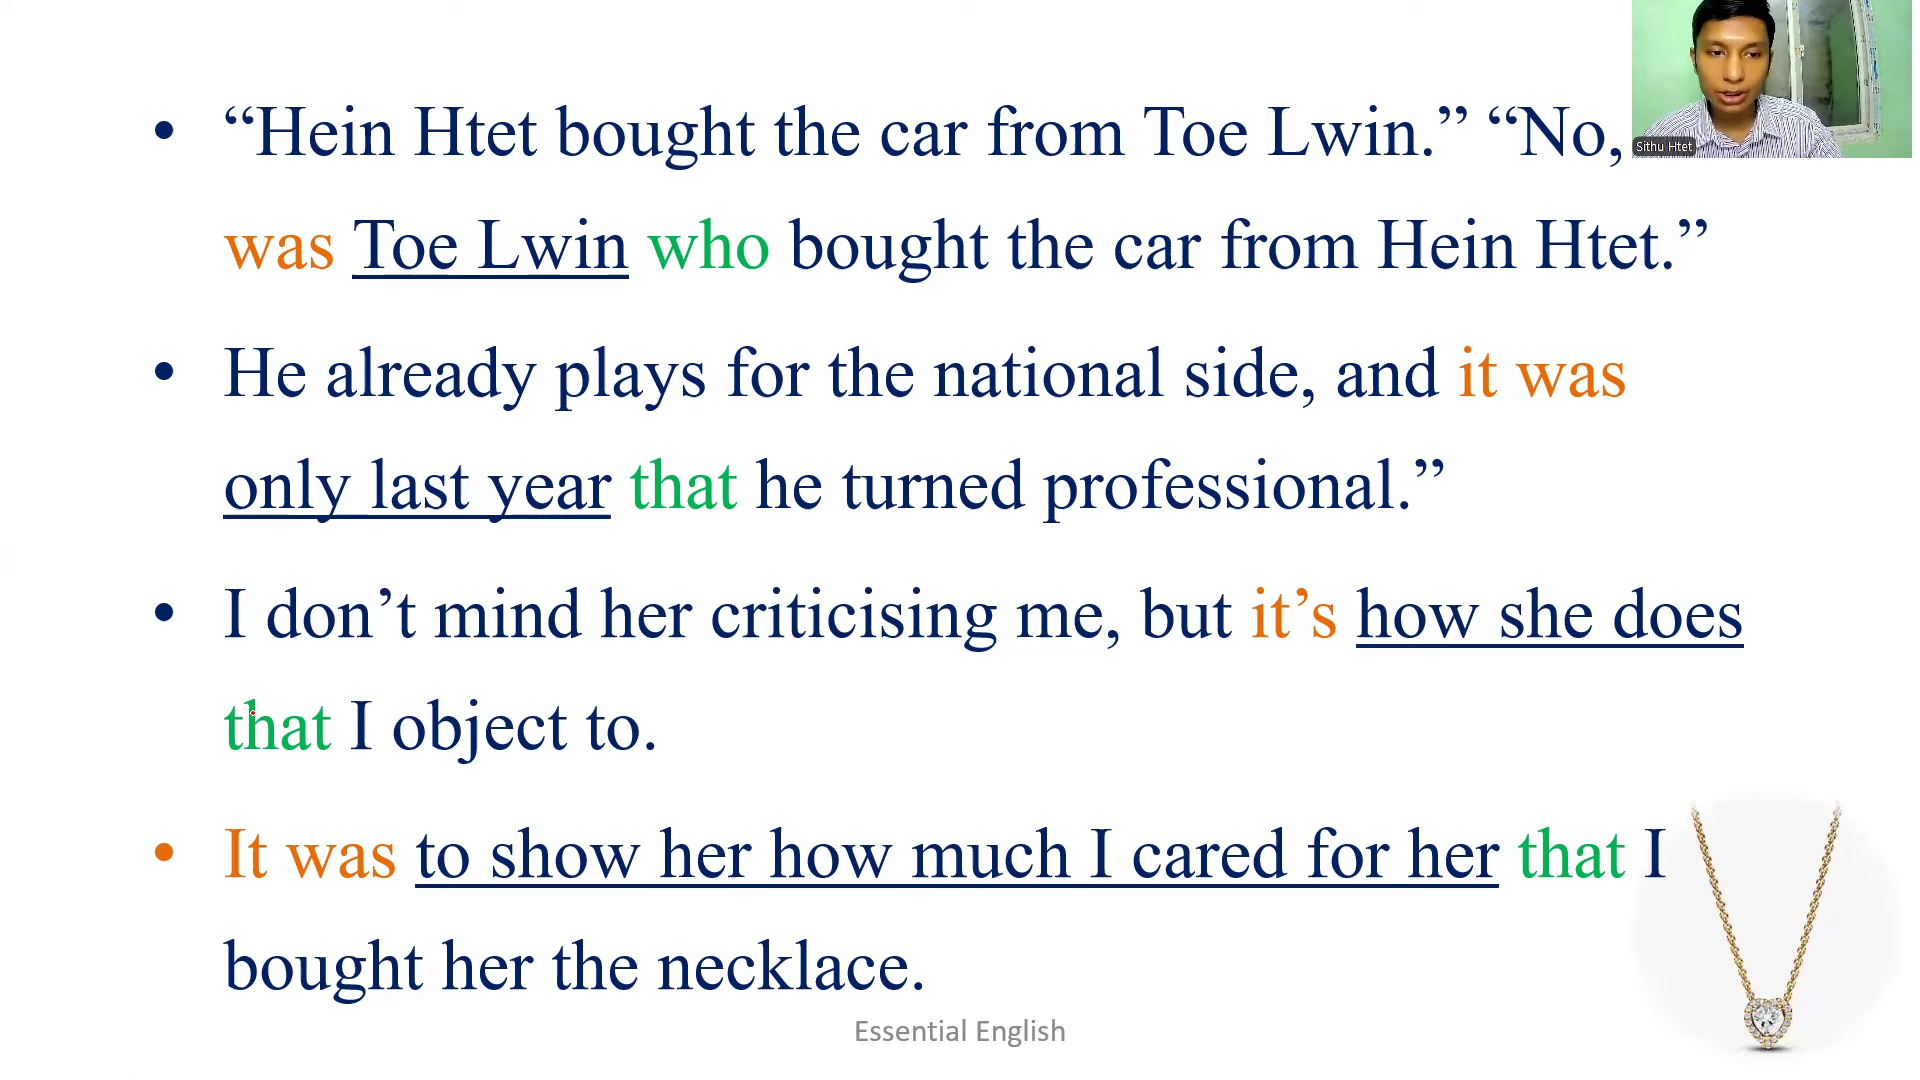 • “Hein Htet bought the car from Toe Lwin.” “No,
Sithu Htet
was Toe Lwin who bought the car from Hein Htet.”
• He already plays for the national side, and it was
only last year that he turned professional.”
• I don’t mind her criticising me, but it’s how she does
that I object to.
• It was to show her how much I cared for her that I
bought her the necklace.
Essential English